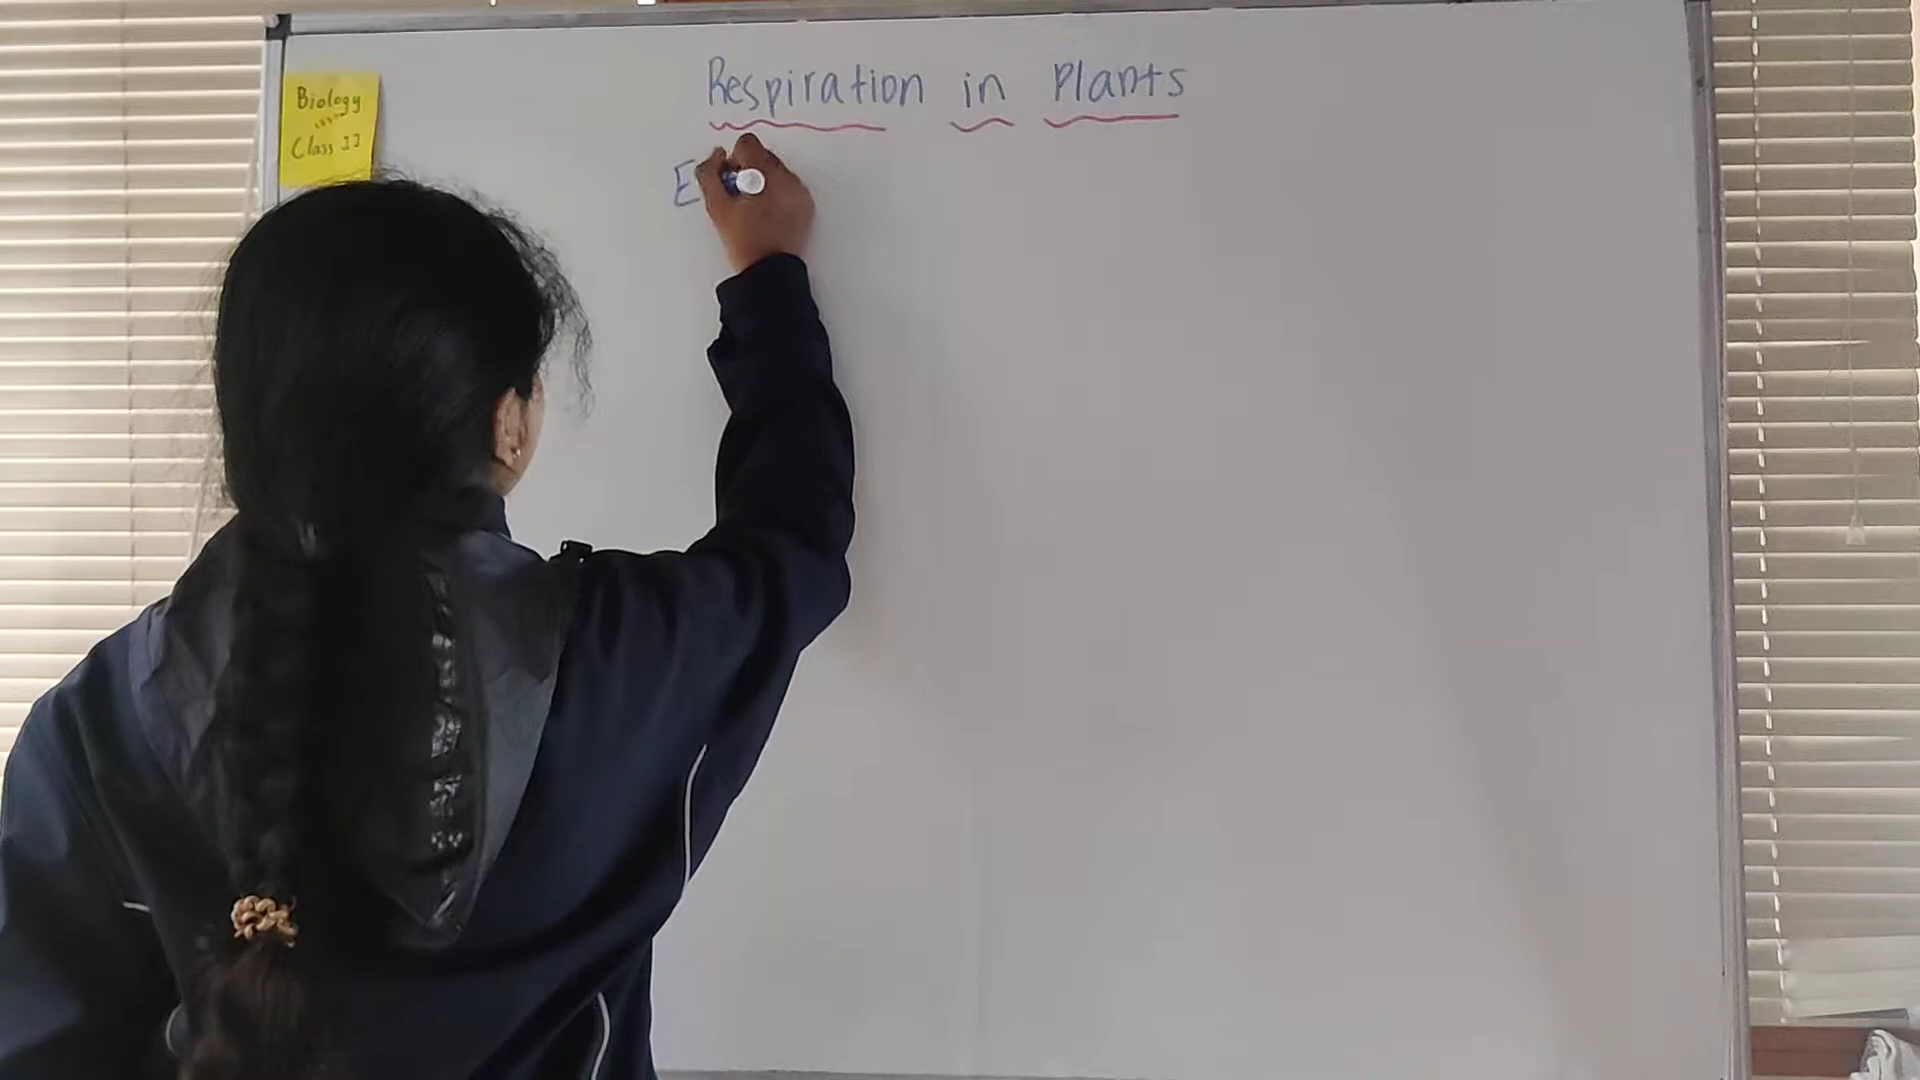 Respiration in Plants
Biology
Class 11
E